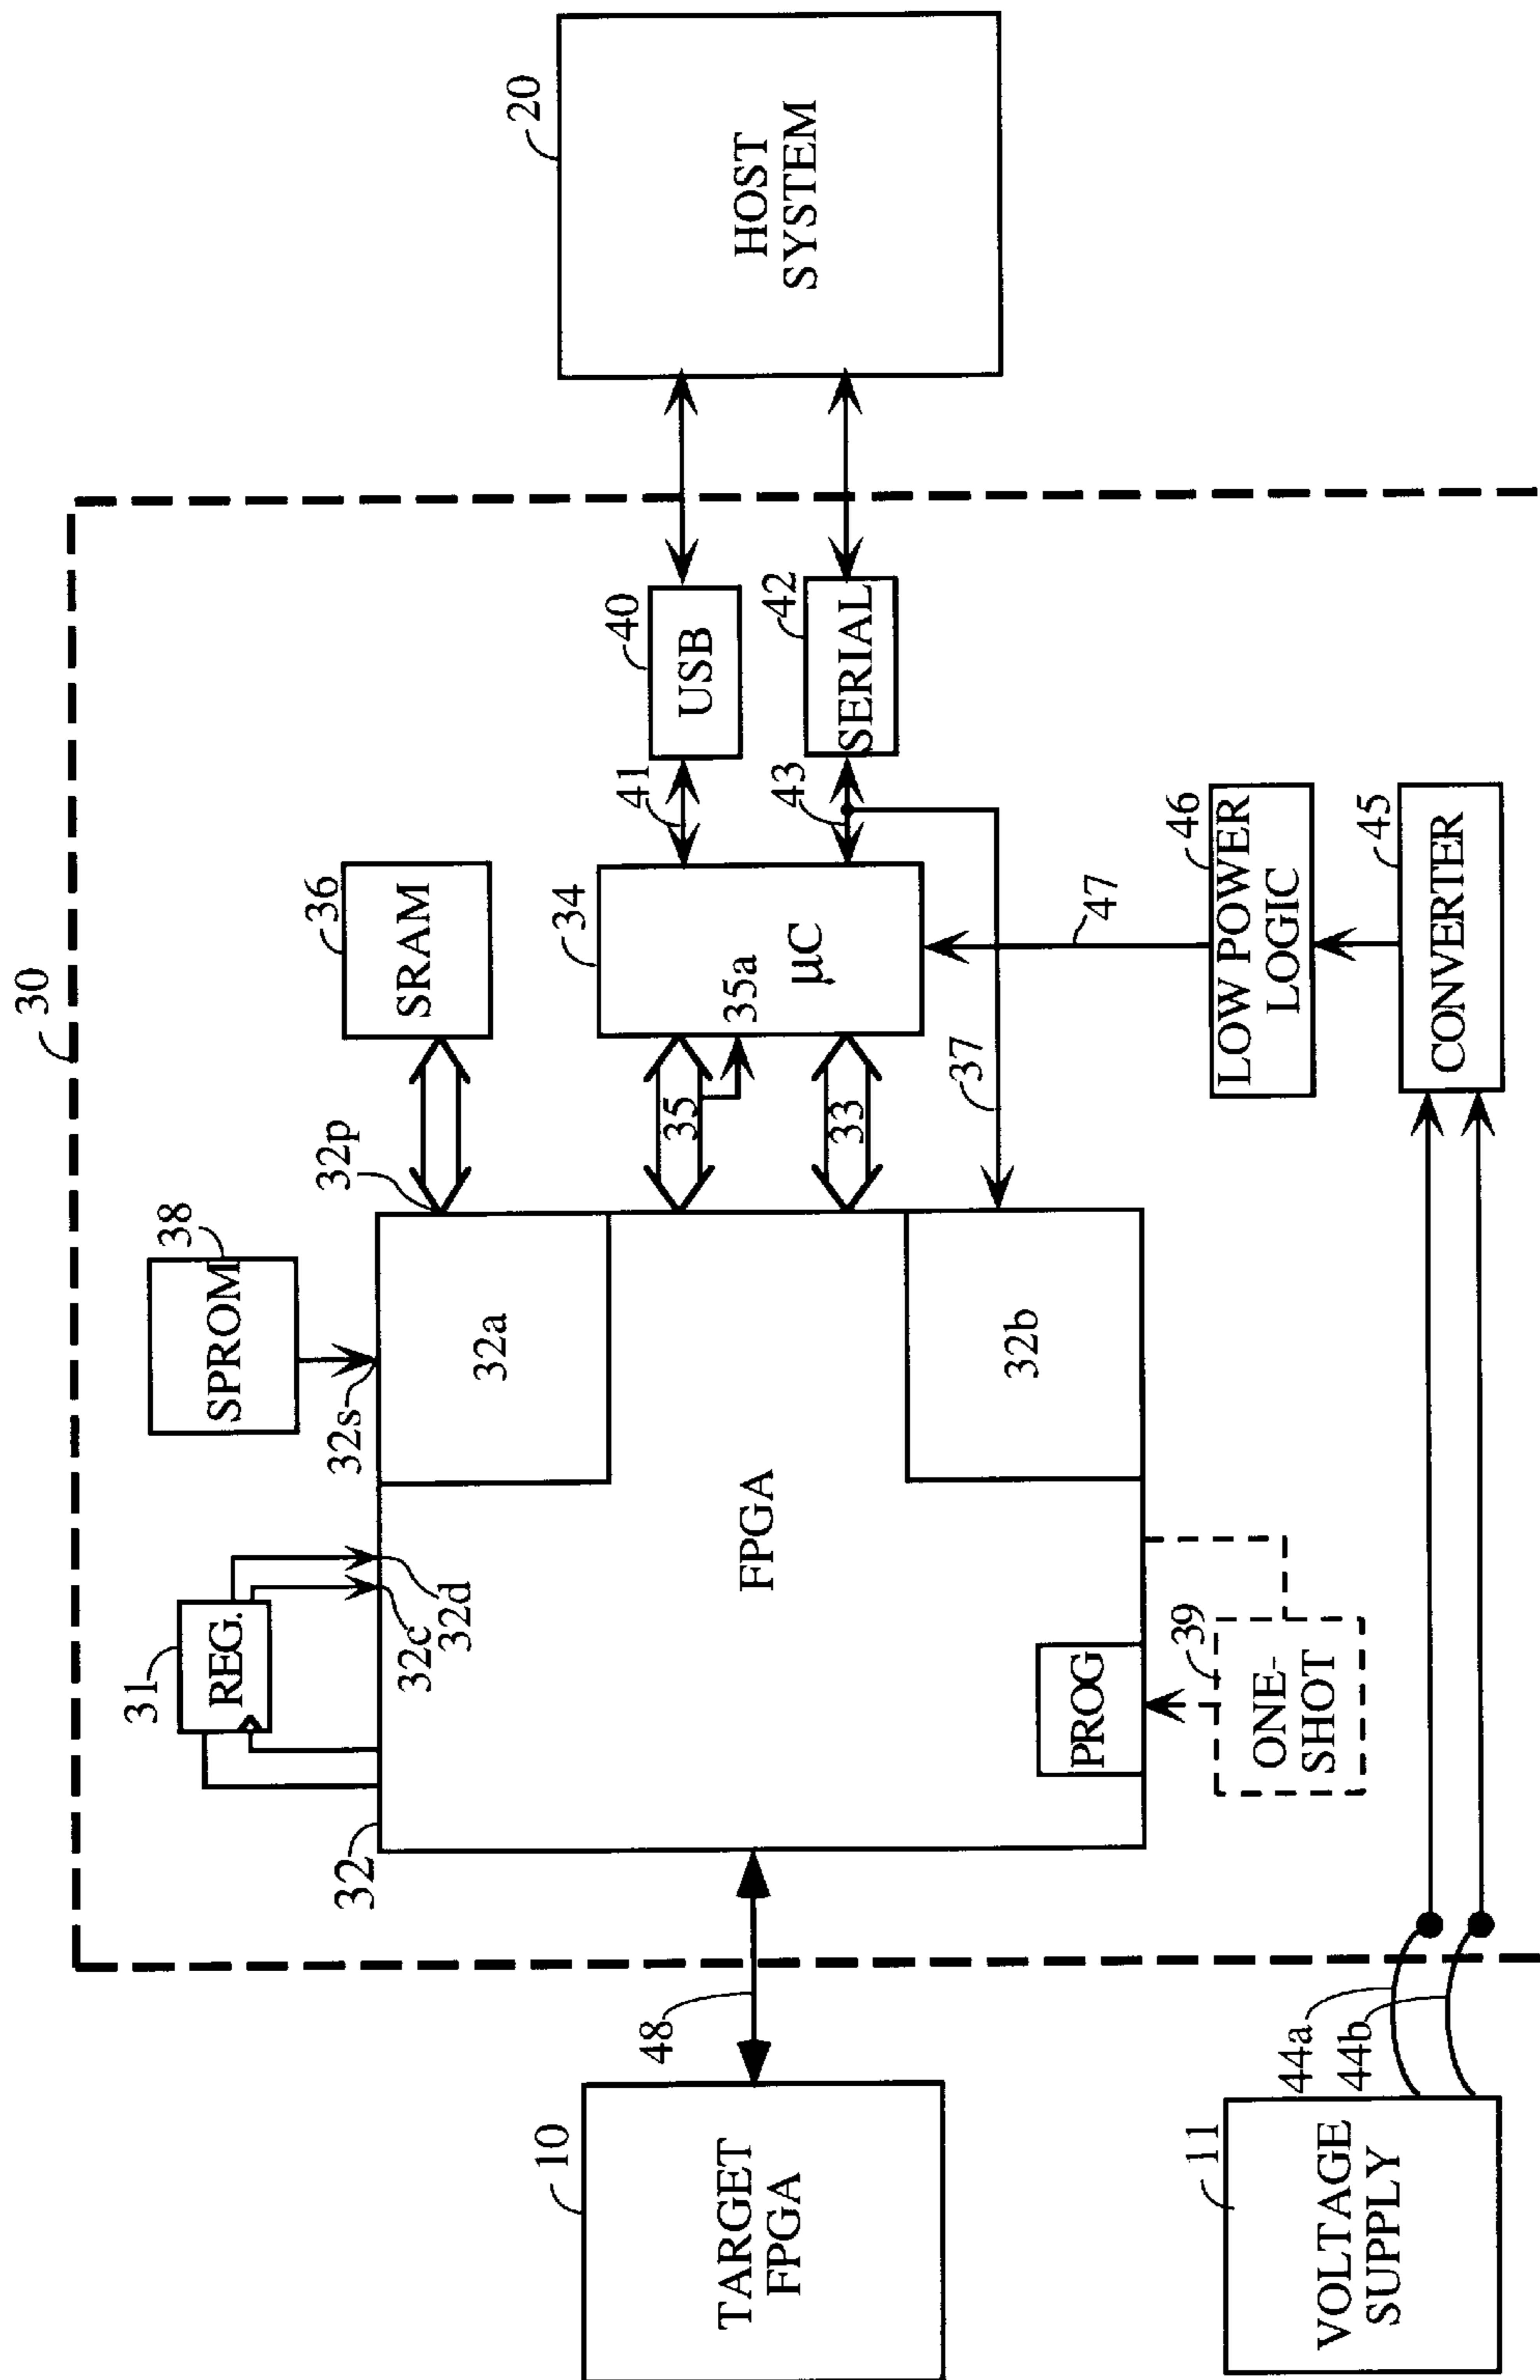 30
31
REG.
38
SPROM
36
SRAM
32
32c
32d
32s
32p
32a
10
TARGET
FPGA
48
FPGA
35
35a
33
34
µC
41
40
USB
43
42
SERIAL
20
HOST
SYSTEM
PROG
32b
37
39
ONE-
SHOT
47
46
LOW POWER
LOGIC
11
VOLTAGE
SUPPLY
44a
44b
45
CONVERTER